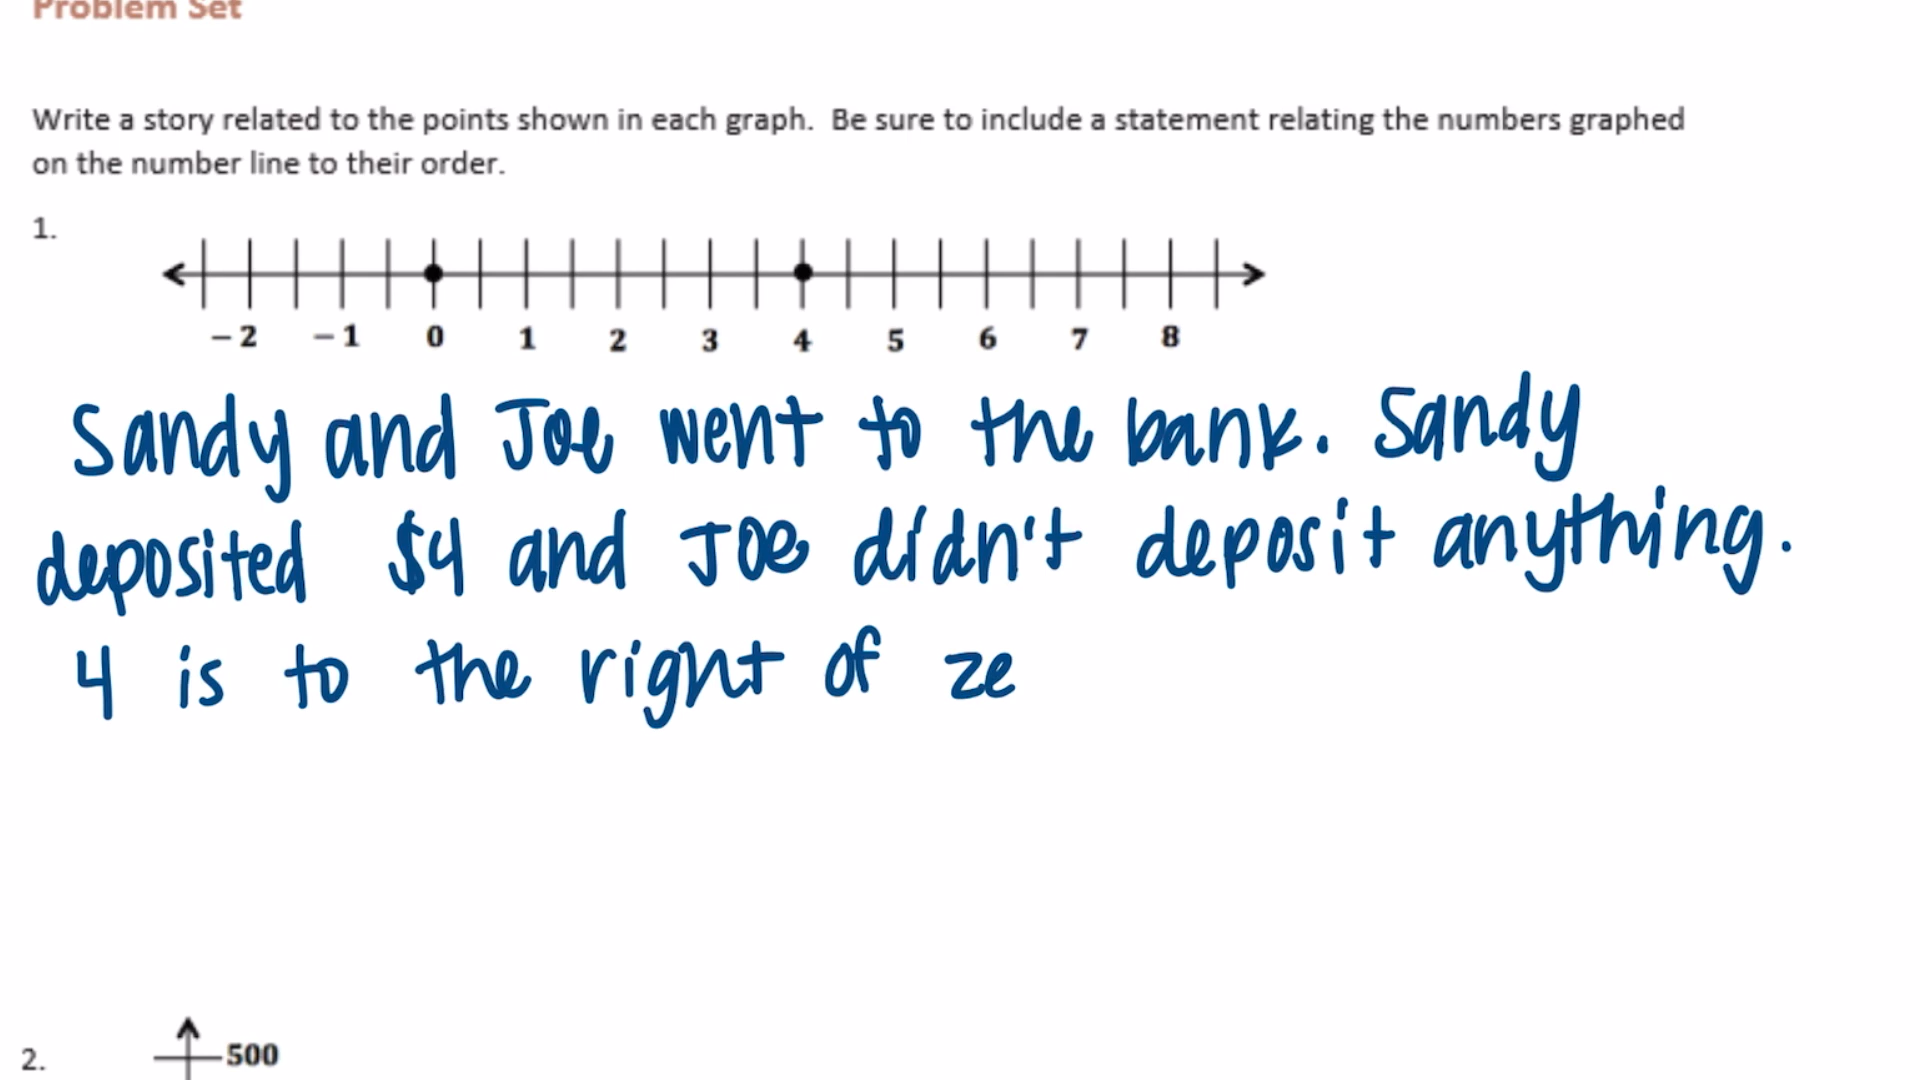 Problem Set
Write a story related to the points shown in each graph.  Be sure to include a statement relating the numbers graphed
on the number line to their order.
1.
−2 −1 0 1 2 3 4 5 6 7 8
Sandy and Joe went to the bank. Sandy
deposited $4 and Joe didn't deposit anything.
4 is to the right of ze
2.
500